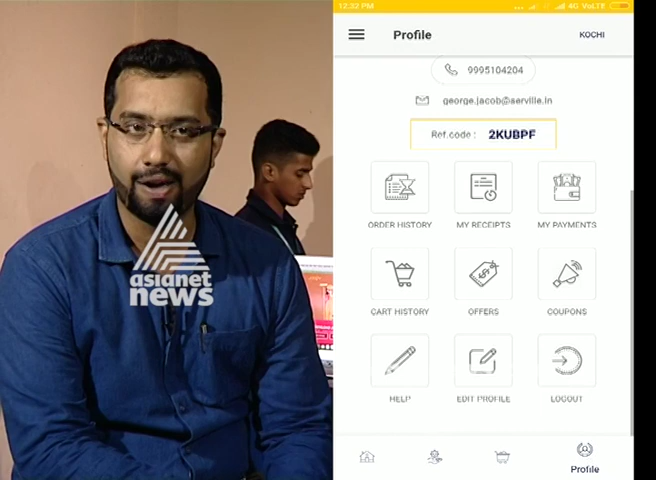 12:32 PM
4G VoLTE
Profile
KOCHI
9995104204
george.jacob@serville.in
Ref.code : 2KUBPF
ORDER HISTORY
MY RECEIPTS
MY PAYMENTS
CART HISTORY
OFFERS
COUPONS
HELP
EDIT PROFILE
LOGOUT
Profile
asianet
news